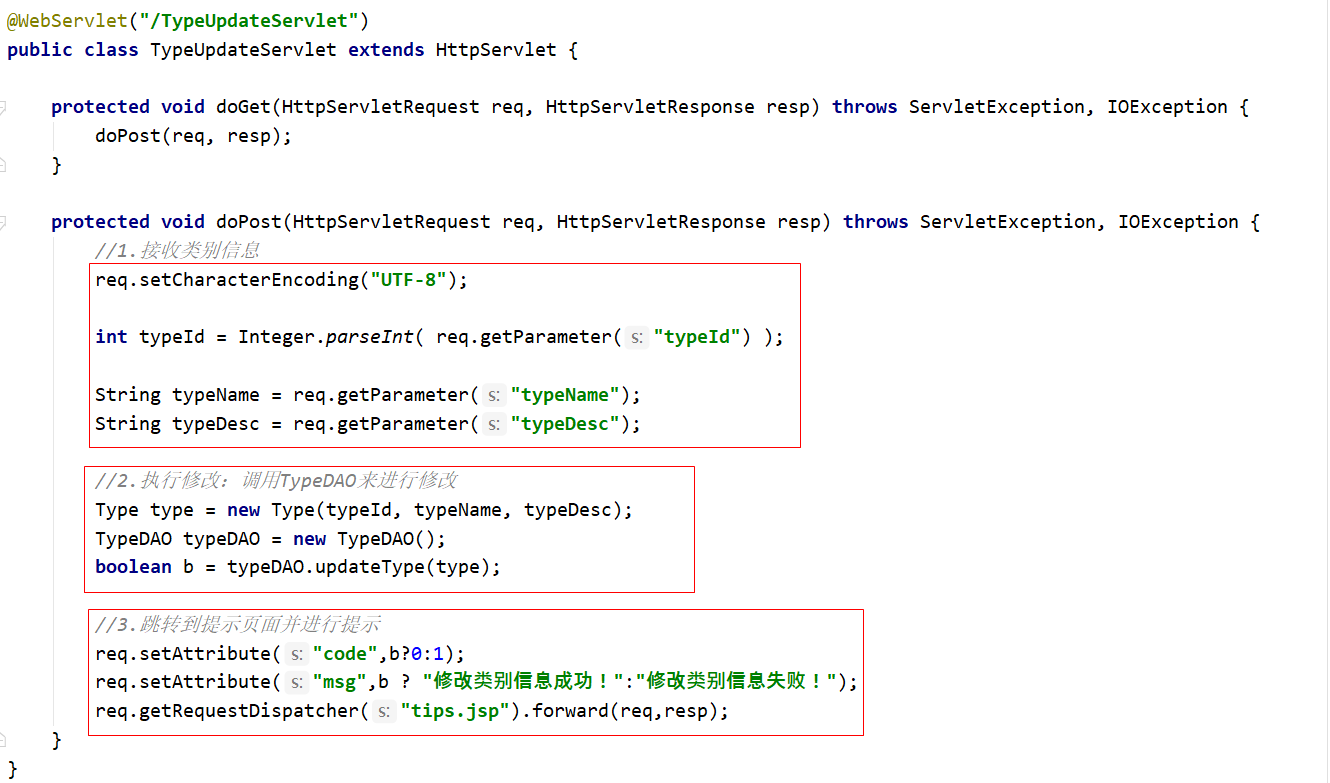 @WebServlet("/TypeUpdateServlet")
public class TypeUpdateServlet extends HttpServlet {
protected void doGet(HttpServletRequest req, HttpServletResponse resp) throws ServletException, IOException {
doPost(req, resp);
}
protected void doPost(HttpServletRequest req, HttpServletResponse resp) throws ServletException, IOException {
//1.接收类别信息
req.setCharacterEncoding("UTF-8");
int typeId = Integer.parseInt( req.getParameter( s: "typeId") );
String typeName = req.getParameter( s: "typeName");
String typeDesc = req.getParameter( s: "typeDesc");
//2.执行修改：调用TypeDAO来进行修改
Type type = new Type(typeId, typeName, typeDesc);
TypeDAO typeDAO = new TypeDAO();
boolean b = typeDAO.updateType(type);
//3.跳转到提示页面并进行提示
req.setAttribute( s: "code",b?0:1);
req.setAttribute( s: "msg",b ? "修改类别信息成功！":"修改类别信息失败！");
req.getRequestDispatcher( s: "tips.jsp").forward(req,resp);
}
}